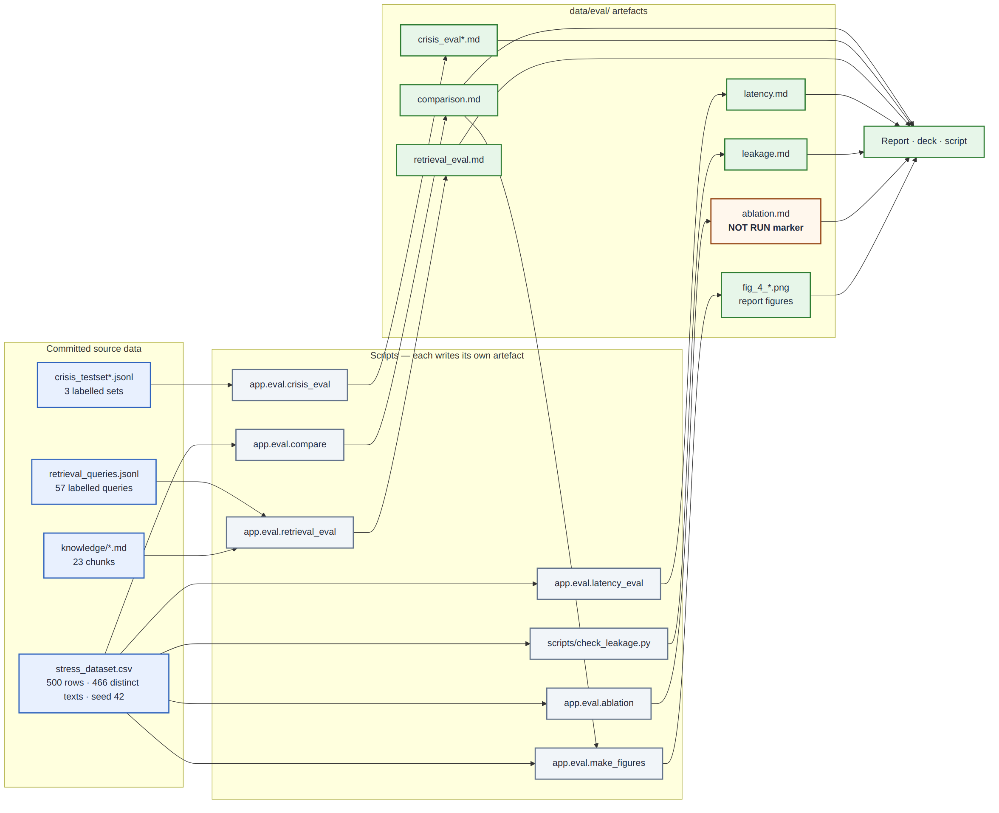 data/eval/ artefacts
crisis_eval*.md
comparison.md
retrieval_eval.md
latency.md
leakage.md
ablation.md
NOT RUN marker
fig_4_*.png
report figures
Report · deck · script
Committed source data
crisis_testset*.jsonl
3 labelled sets
retrieval_queries.jsonl
57 labelled queries
knowledge/*.md
23 chunks
stress_dataset.csv
500 rows · 466 distinct
texts · seed 42
Scripts — each writes its own artefact
app.eval.crisis_eval
app.eval.compare
app.eval.retrieval_eval
app.eval.latency_eval
scripts/check_leakage.py
app.eval.ablation
app.eval.make_figures